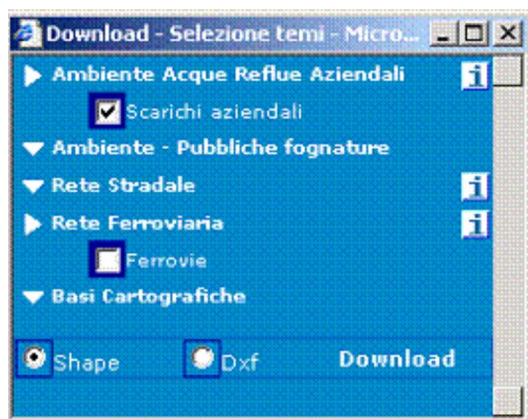 Download - Selezione temi - Micro...
Ambiente Acque Reflue Aziendali i
Scarichi aziendali
Ambiente - Pubbliche fognature
Rete Stradale i
Rete Ferroviaria i
Ferrovie
Basi Cartografiche
Shape Dxf Download